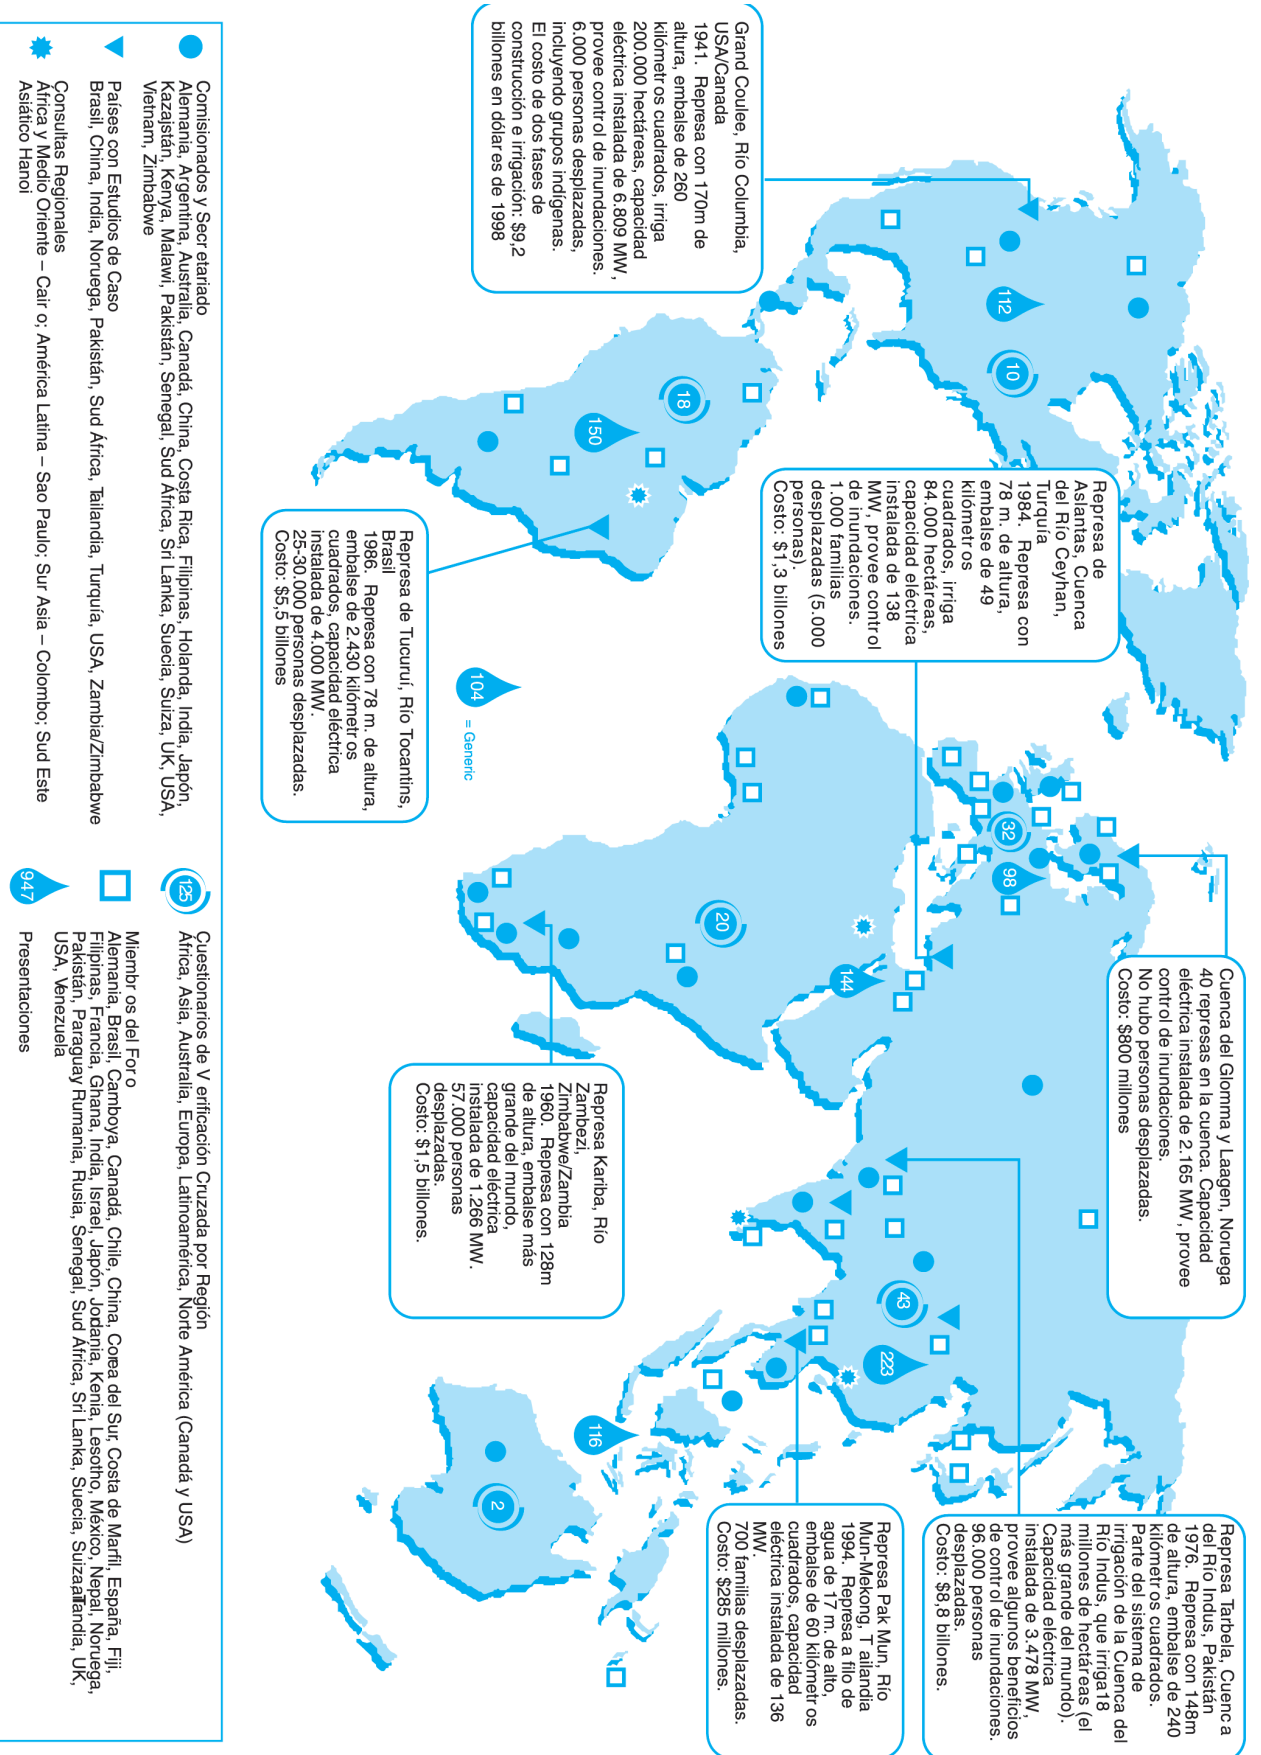 Grand Coulee, Río Columbia,
USA/Canada
1941. Represa con 170m de
altura, embalse de 260
kilómetros cuadrados, irriga
200.000 hectáreas, capacidad
eléctrica instalada de 6.809 MW,
provee control de inundaciones.
6.000 personas desplazadas,
incluyendo grupos indígenas.
El costo de dos fases de
construcción e irrigación: $9,2
billones en dólares de 1998
Represa de
Aslantas, Cuenca
del Río Ceyhan,
Turquía
1984. Represa con
78 m. de altura,
embalse de 49
kilómetros
cuadrados, irriga
84.000 hectáreas,
capacidad eléctrica
instalada de 138
MW, provee control
de inundaciones.
1.000 familias
desplazadas (5.000
personas).
Costo: $1,3 billones
Cuenca del Glomma y Laagen, Noruega
40 represas en la cuenca. Capacidad
eléctrica instalada de 2.165 MW, provee
control de inundaciones.
No hubo personas desplazadas.
Costo: $800 millones
Represa Tarbela, Cuenca
del Río Indus, Pakistán
1976. Represa con 148m
de altura, embalse de 240
kilómetros cuadrados.
Parte del sistema de
irrigación de la Cuenca del
Río Indus, que irriga18
millones de hectáreas (el
más grande del mundo).
Capacidad eléctrica
instalada de 3.478 MW,
provee algunos beneficios
de control de inundaciones.
96.000 personas
desplazadas.
Costo: $8,8 billones.
112
10
18
150
32
98
20
144
43
223
116
2
Represa de Tucuruí, Río Tocantins,
Brasil
1986. Represa con 78 m. de altura,
embalse de 2.430 kilómetros
cuadrados, capacidad eléctrica
instalada de 4.000 MW.
25-30.000 personas desplazadas.
Costo: $5,5 billones
104
= Generic
Represa Kariba, Río
Zambezi,
Zimbabwe/Zambia
1960. Represa con 128m
de altura, embalse más
grande del mundo,
capacidad eléctrica
instalada de 1.266 MW.
57.000 personas
desplazadas.
Costo: $1,5 billones.
Represa Pak Mun, Río
Mun-Mekong, Tailandia
1994. Represa a filo de
agua de 17 m. de alto,
embalse de 60 kilómetros
cuadrados, capacidad
eléctrica instalada de 136
MW.
700 familias desplazadas.
Costo: $285 millones.
Comisionados y Secretariado
Alemania, Argentina, Australia, Canadá, China, Costa Rica, Filipinas, Holanda, India, Japón,
Kazajstán, Kenya, Malawi, Pakistán, Senegal, Sud África, Sri Lanka, Suecia, Suiza, UK, USA,
Vietnam, Zimbabwe
Países con Estudios de Caso
Brasil, China, India, Noruega, Pakistán, Sud África, Tailandia, Turquía, USA, Zambia/Zimbabwe
Consultas Regionales
África y Medio Oriente – Cairo; América Latina – Sao Paulo; Sur Asia – Colombo; Sud Este
Asiático Hanoi
125
Cuestionarios de Verificación Cruzada por Región
África, Asia, Australia, Europa, Latinoamérica, Norte América (Canadá y USA)
Miembros del Foro
Alemania, Brasil, Camboya, Canadá, Chile, China, Corea del Sur, Costa de Marfil, España, Fiji,
Filipinas, Francia, Ghana, India, Israel, Japón, Jordania, Kenia, Lesotho, México, Nepal, Noruega,
Pakistán, Paraguay Rumania, Rusia, Senegal, Sud África, Sri Lanka, Suecia, Suiza, Tailandia, UK,
USA, Venezuela
947
Presentaciones